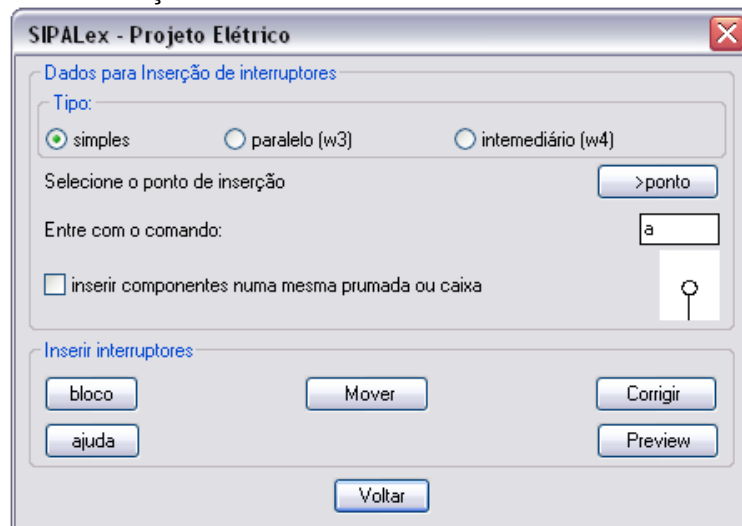 SIPALex - Projeto Elétrico
Dados para Inserção de interruptores
Tipo:
simples paralelo (w3) intemediário (w4)
Selecione o ponto de inserção >ponto
Entre com o comando: a
inserir componentes numa mesma prumada ou caixa
Inserir interruptores
bloco Mover Corrigir
ajuda Preview
Voltar